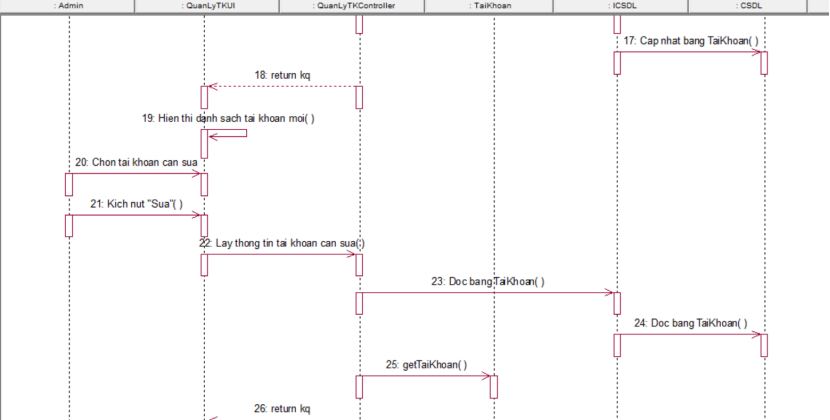 : Admin
: QuanLyTKUI
: QuanLyTKController
: TaiKhoan
: ICSDL
: CSDL
17: Cap nhat bang TaiKhoan( )
18: return kq
19: Hien thi danh sach tai khoan moi( )
20: Chon tai khoan can sua
21: Kich nut "Sua"( )
22: Lay thong tin tai khoan can sua( )
23: Doc bang TaiKhoan( )
24: Doc bang TaiKhoan( )
25: getTaiKhoan( )
26: return kq